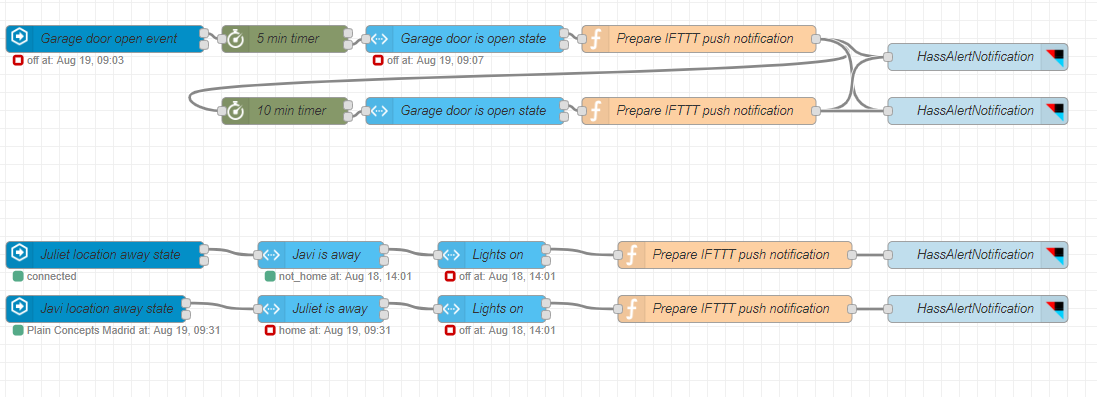 Garage door open event
5 min timer
Garage door is open state
Prepare IFTTT push notification
HassAlertNotification
off at: Aug 19, 09:03
off at: Aug 19, 09:07
10 min timer
Garage door is open state
Prepare IFTTT push notification
HassAlertNotification
Juliet location away state
Javi is away
Lights on
Prepare IFTTT push notification
HassAlertNotification
connected
not_home at: Aug 18, 14:01
off at: Aug 18, 14:01
Javi location away state
Juliet is away
Lights on
Prepare IFTTT push notification
HassAlertNotification
Plain Concepts Madrid at: Aug 19, 09:31
home at: Aug 19, 09:31
off at: Aug 18, 14:01